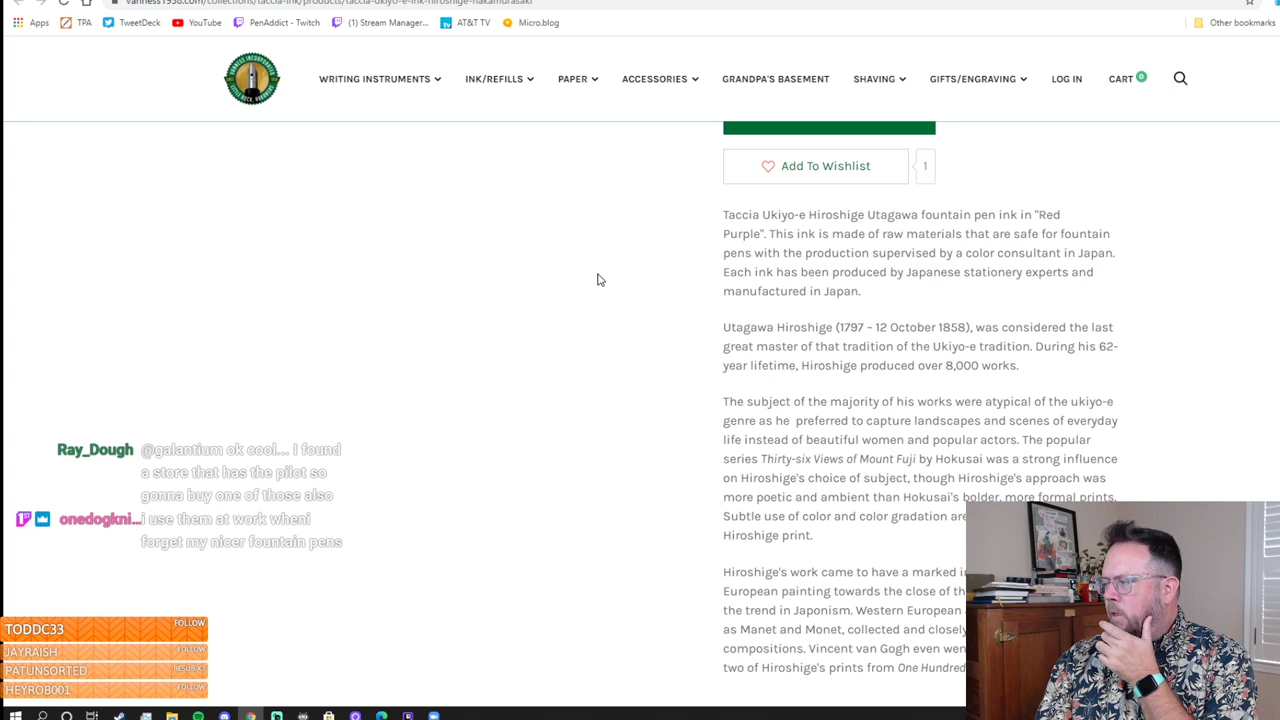 vanness1938.com/collections/taccia-ink/products/taccia-ukiyo-e-ink-hiroshige-nakamurasaki
Apps TPA TweetDeck YouTube PenAddict - Twitch (1) Stream Manager... AT&T TV Micro.blog Other bookmarks
WRITING INSTRUMENTS INK/REFILLS PAPER ACCESSORIES GRANDPA'S BASEMENT SHAVING GIFTS/ENGRAVING LOG IN CART 0
Add To Wishlist 1
Taccia Ukiyo-e Hiroshige Utagawa fountain pen ink in "Red
Purple". This ink is made of raw materials that are safe for fountain
pens with the production supervised by a color consultant in Japan.
Each ink has been produced by Japanese stationery experts and
manufactured in Japan.
Utagawa Hiroshige (1797 – 12 October 1858), was considered the last
great master of that tradition of the Ukiyo-e tradition. During his 62-
year lifetime, Hiroshige produced over 8,000 works.
The subject of the majority of his works were atypical of the ukiyo-e
genre as he preferred to capture landscapes and scenes of everyday
life instead of beautiful women and popular actors. The popular
series Thirty-six Views of Mount Fuji by Hokusai was a strong influence
on Hiroshige's choice of subject, though Hiroshige's approach was
more poetic and ambient than Hokusai's bolder, more formal prints.
Subtle use of color and color gradation are
Hiroshige print.
Hiroshige's work came to have a marked in
European painting towards the close of th
the trend in Japonism. Western European
as Manet and Monet, collected and closely
compositions. Vincent van Gogh even wen
two of Hiroshige's prints from One Hundred
Ray_Dough @galantium ok cool... I found
a store that has the pilot so
gonna buy one of those also
onedogkni... i use them at work wheni
forget my nicer fountain pens
TODDC33 FOLLOW
JAYRAISH FOLLOW
PATUNSORTED RESUB X7
HEYROB001 FOLLOW